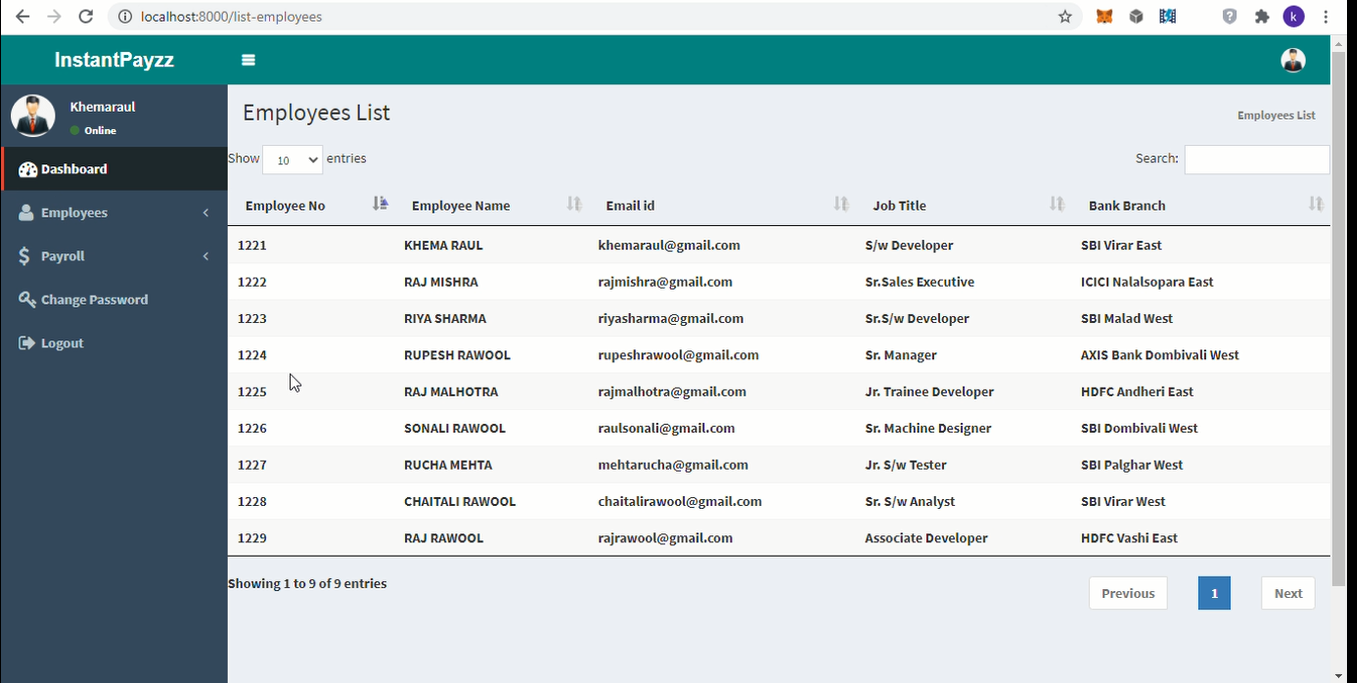 localhost:8000/list-employees
k
InstantPayzz
Khemaraul
Online
Dashboard
Employees
Payroll
Change Password
Logout
Employees List
Employees List
Show 10 entries
Search:
Employee No Employee Name Email id Job Title Bank Branch
1221 KHEMA RAUL khemaraul@gmail.com S/w Developer SBI Virar East
1222 RAJ MISHRA rajmishra@gmail.com Sr.Sales Executive ICICI Nalalsopara East
1223 RIYA SHARMA riyasharma@gmail.com Sr.S/w Developer SBI Malad West
1224 RUPESH RAWOOL rupeshrawool@gmail.com Sr. Manager AXIS Bank Dombivali West
1225 RAJ MALHOTRA rajmalhotra@gmail.com Jr. Trainee Developer HDFC Andheri East
1226 SONALI RAWOOL raulsonali@gmail.com Sr. Machine Designer SBI Dombivali West
1227 RUCHA MEHTA mehtarucha@gmail.com Jr. S/w Tester SBI Palghar West
1228 CHAITALI RAWOOL chaitalirawool@gmail.com Sr. S/w Analyst SBI Virar West
1229 RAJ RAWOOL rajrawool@gmail.com Associate Developer HDFC Vashi East
Showing 1 to 9 of 9 entries
Previous 1 Next